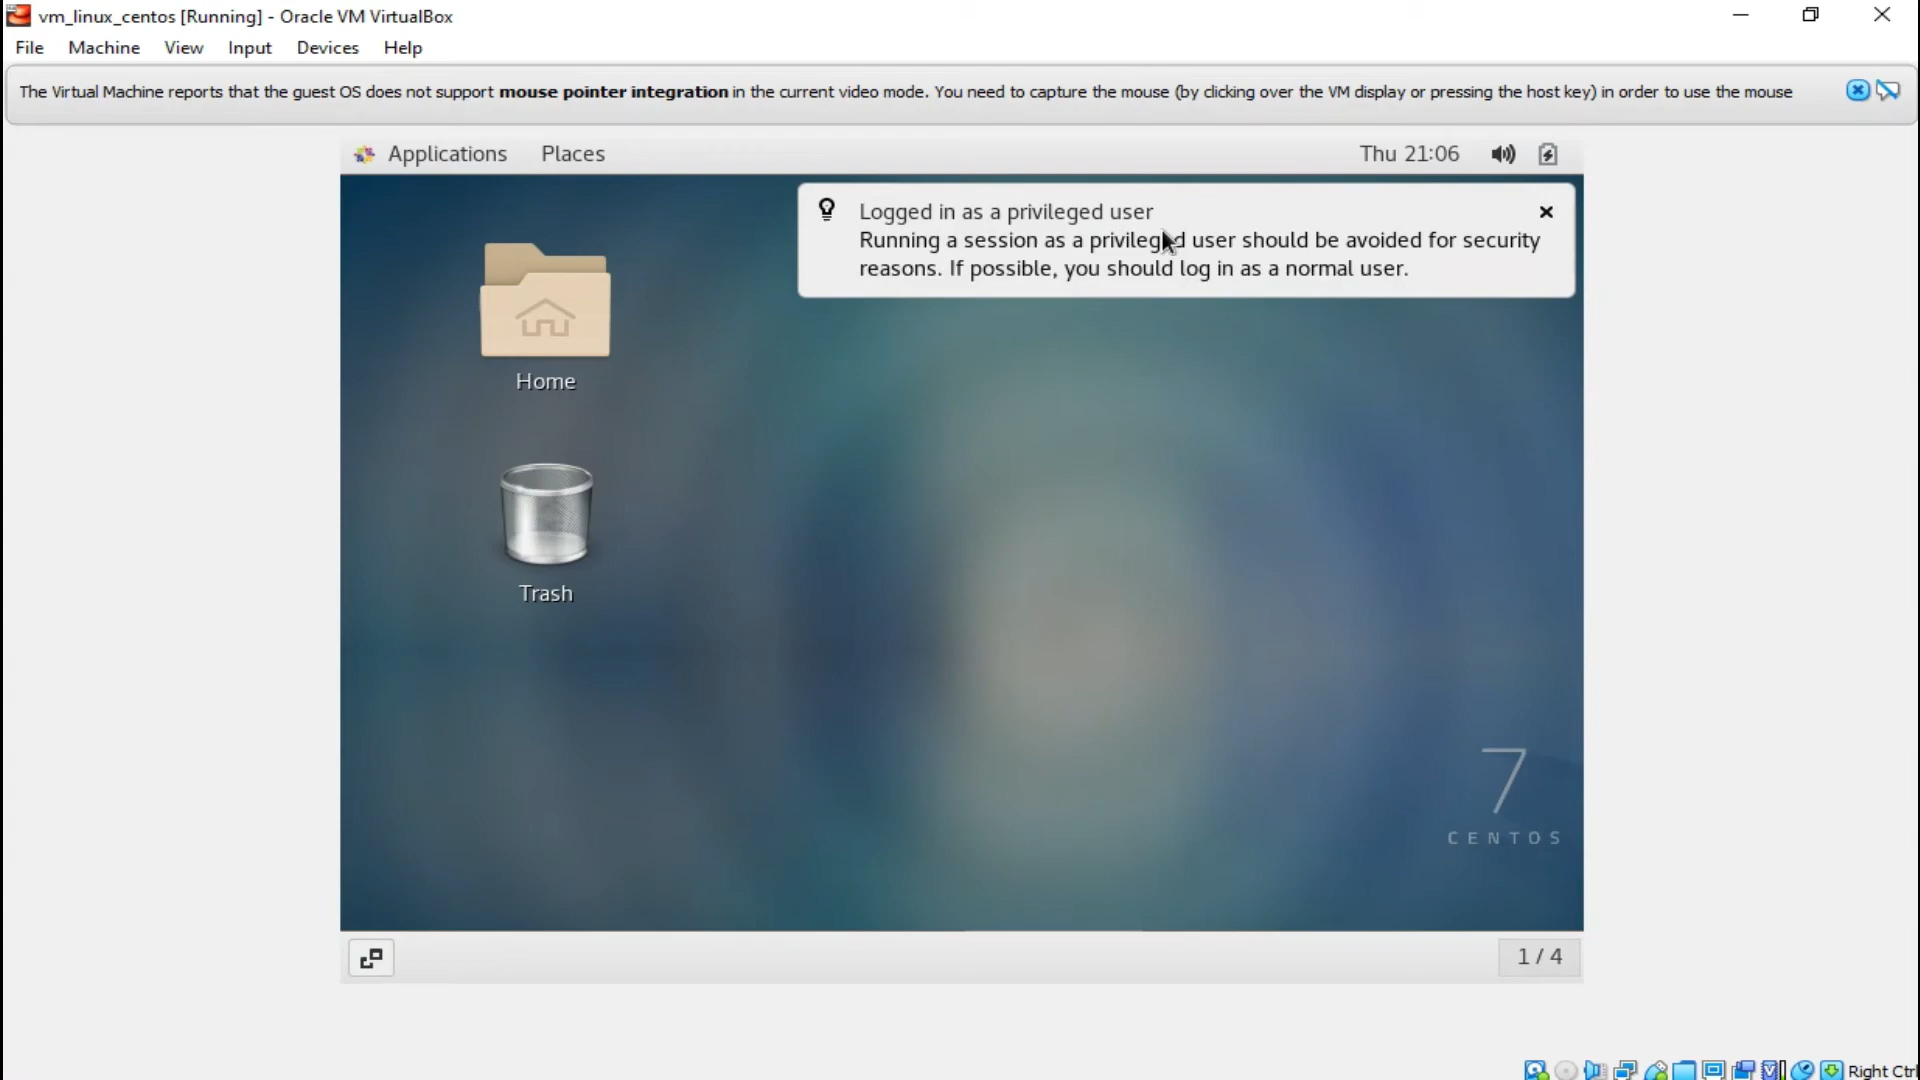 vm_linux_centos [Running] - Oracle VM VirtualBox
File Machine View Input Devices Help
The Virtual Machine reports that the guest OS does not support mouse pointer integration in the current video mode. You need to capture the mouse (by clicking over the VM display or pressing the host key) in order to use the mouse
Applications Places Thu 21:06
Logged in as a privileged user
Running a session as a privileged user should be avoided for security
reasons. If possible, you should log in as a normal user.
Home
Trash
7
CENTOS
1 / 4
Right Ctrl